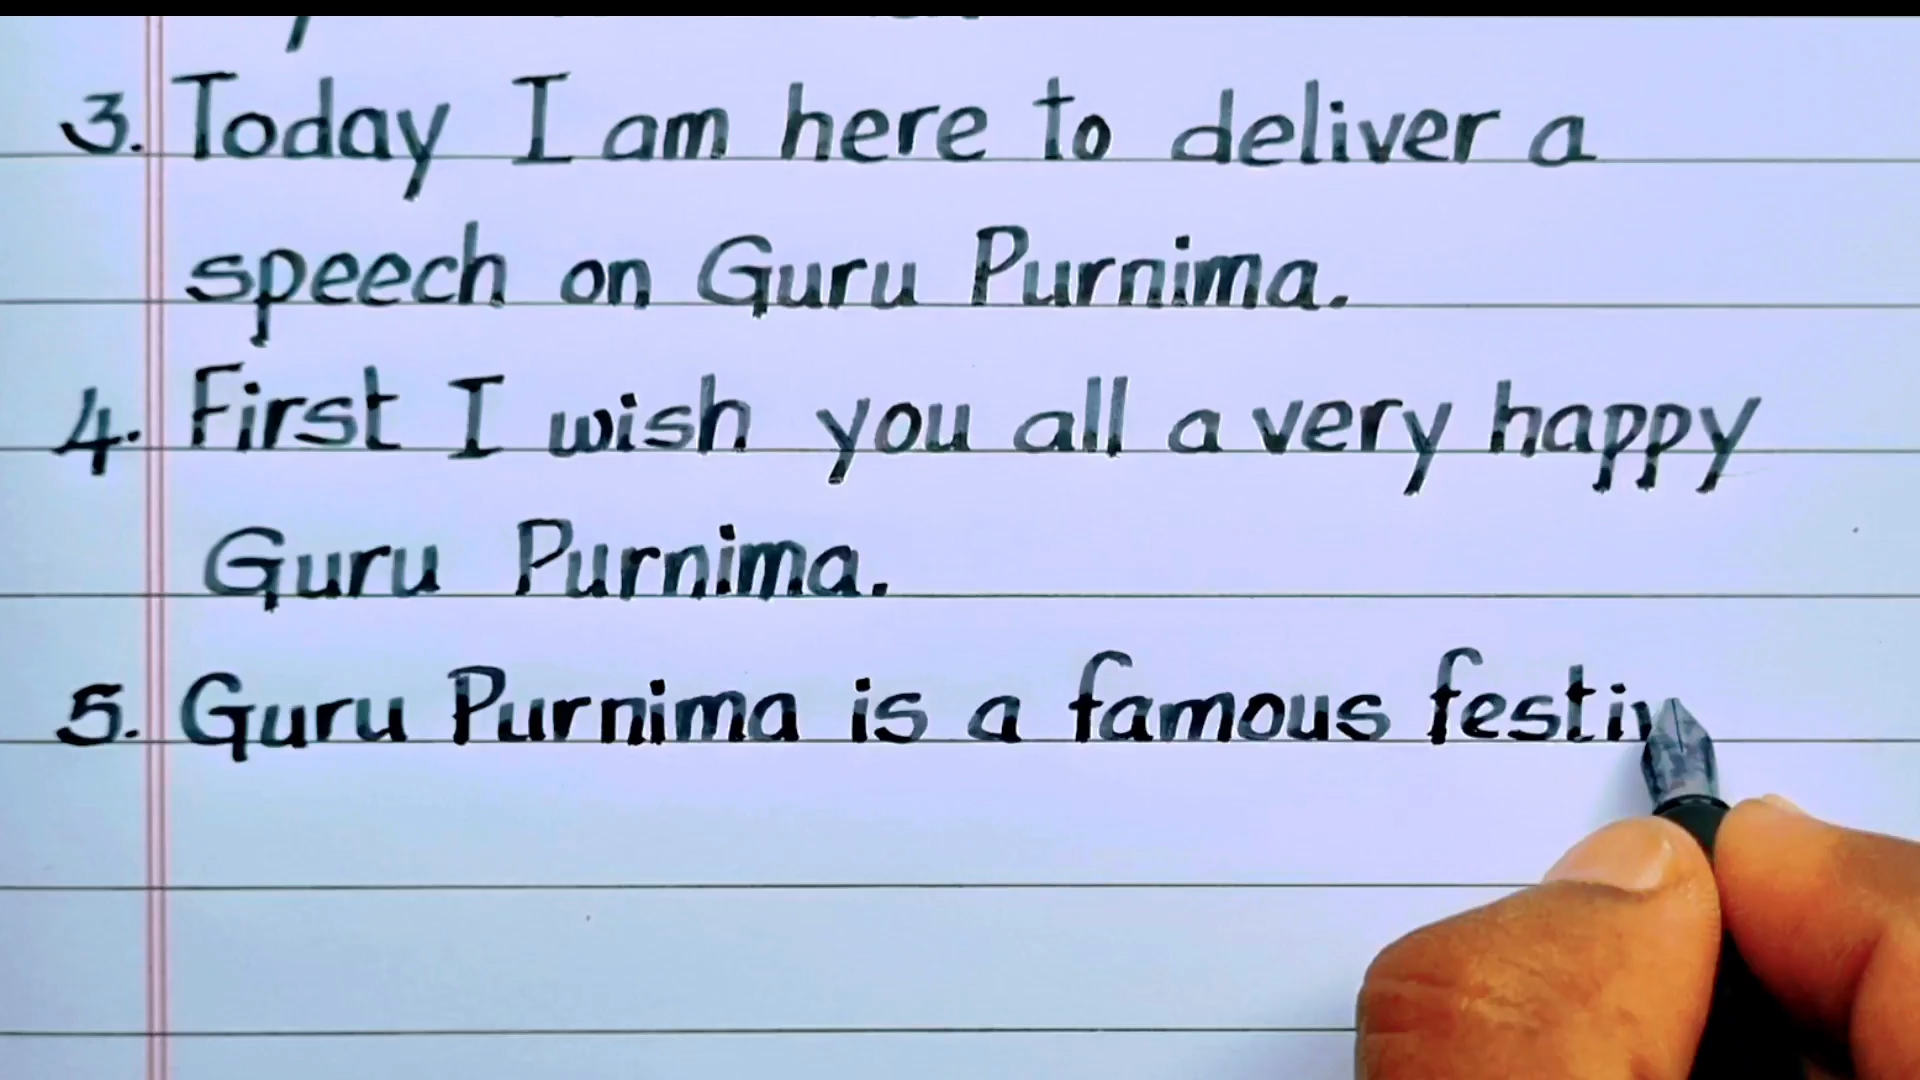 3. Today I am here to deliver a
speech on Guru Purnima.
4. First I wish you all a very happy
Guru Purnima.
5. Guru Purnima is a famous festiv